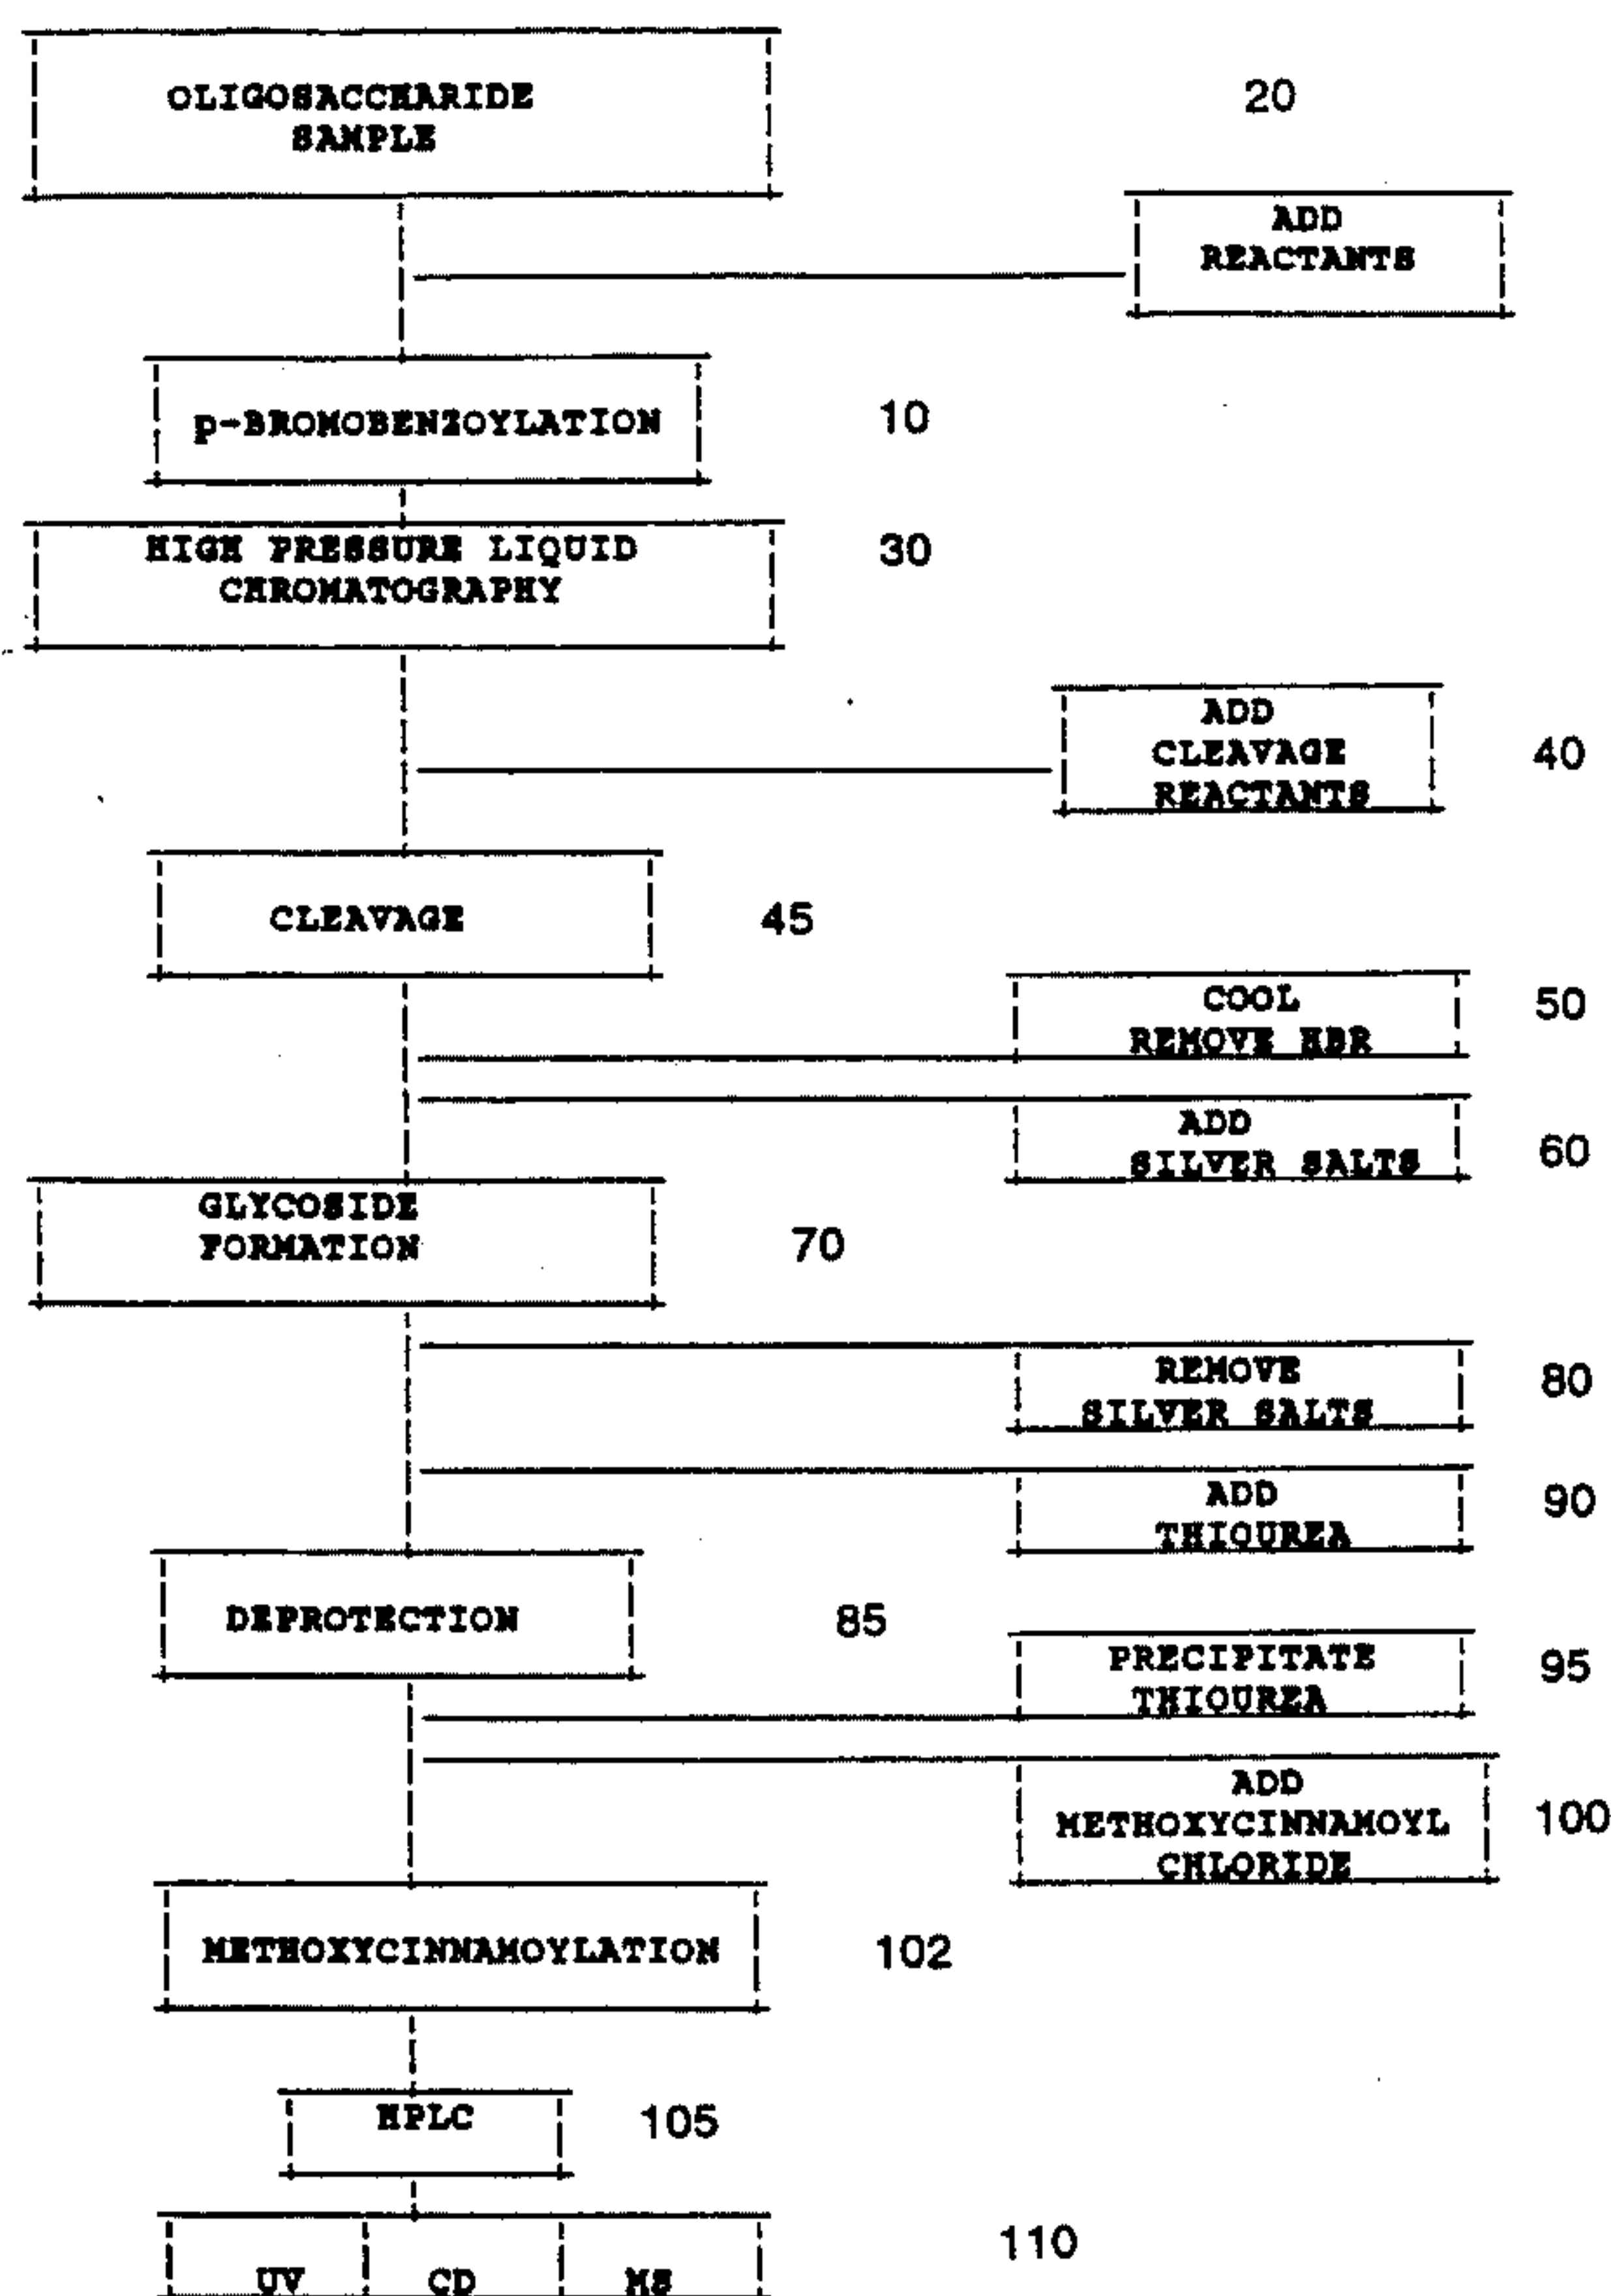 OLIGOSACCHARIDE
SAMPLE
20
ADD
REACTANTS
p-BROMOBENZOYLATION
10
HIGH PRESSURE LIQUID
CHROMATOGRAPHY
30
ADD
CLEAVAGE
REACTANTS
40
CLEAVAGE
45
COOL
REMOVE HBR
50
ADD
SILVER SALTS
60
GLYCOSIDE
FORMATION
70
REMOVE
SILVER SALTS
80
ADD
THIOUREA
90
DEPROTECTION
85
PRECIPITATE
THIOUREA
95
ADD
METHOXYCINNAMOYL
CHLORIDE
100
METHOXYCINNAMOYLATION
102
HPLC
105
UV CD MS
110